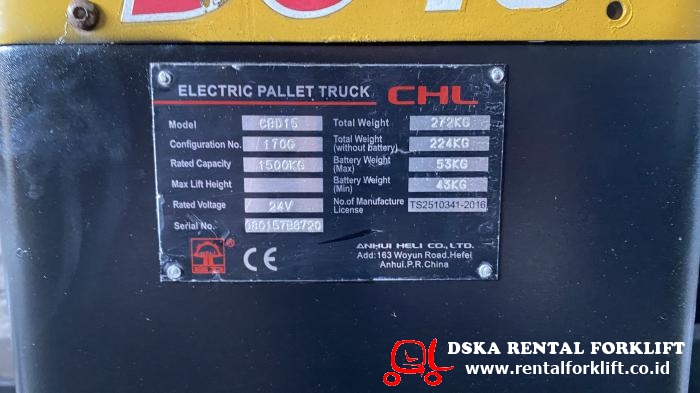 ELECTRIC PALLET TRUCK CHL
Model CBD15
Configuration No. 170G
Rated Capacity 1500KG
Max Lift Height
Rated Voltage 24V
Serial No. 080157B8720
Total Weight 272KG
Total Weight (without battery) 224KG
Battery Weight (Max) 53KG
Battery Weight (Min) 43KG
No.of Manufacture License TS2510341-2016
® CE
ANHUI HELI CO.,LTD.
Add:163 Woyun Road.Hefei
Anhui.P.R.China
DSKA RENTAL FORKLIFT
www.rentalforklift.co.id